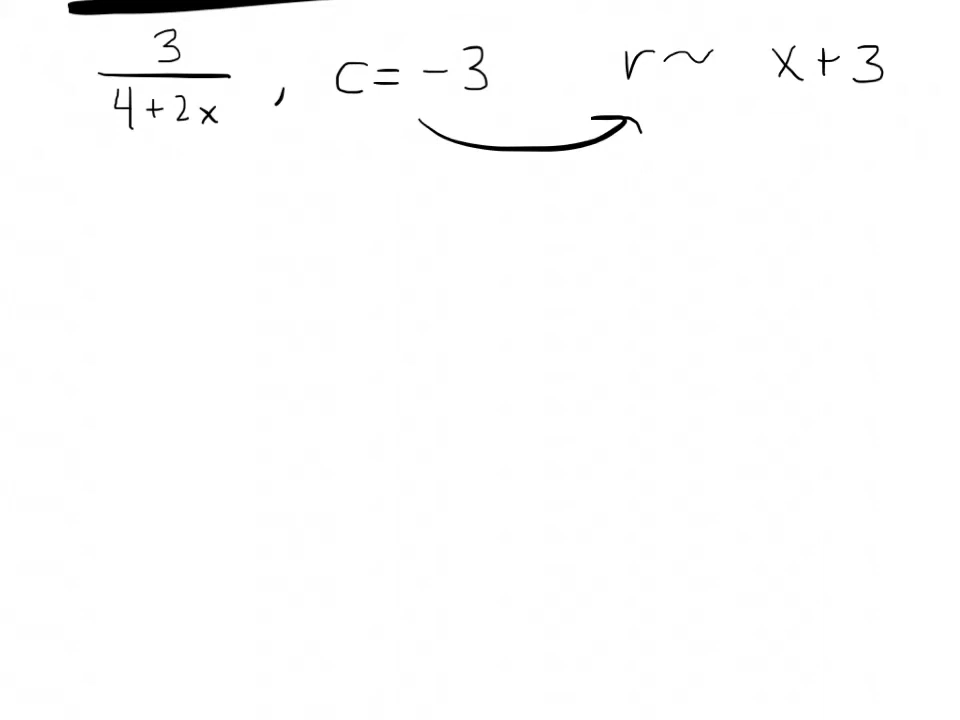 3
4+2x , c= -3 r~ x+3